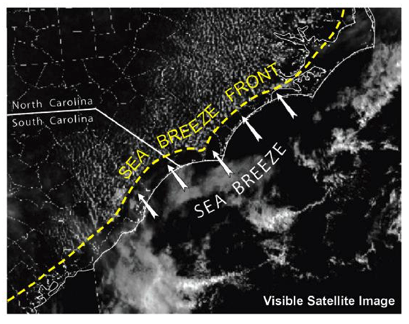 North Carolina
South Carolina
SEA BREEZE FRONT
SEA BREEZE
Visible Satellite Image